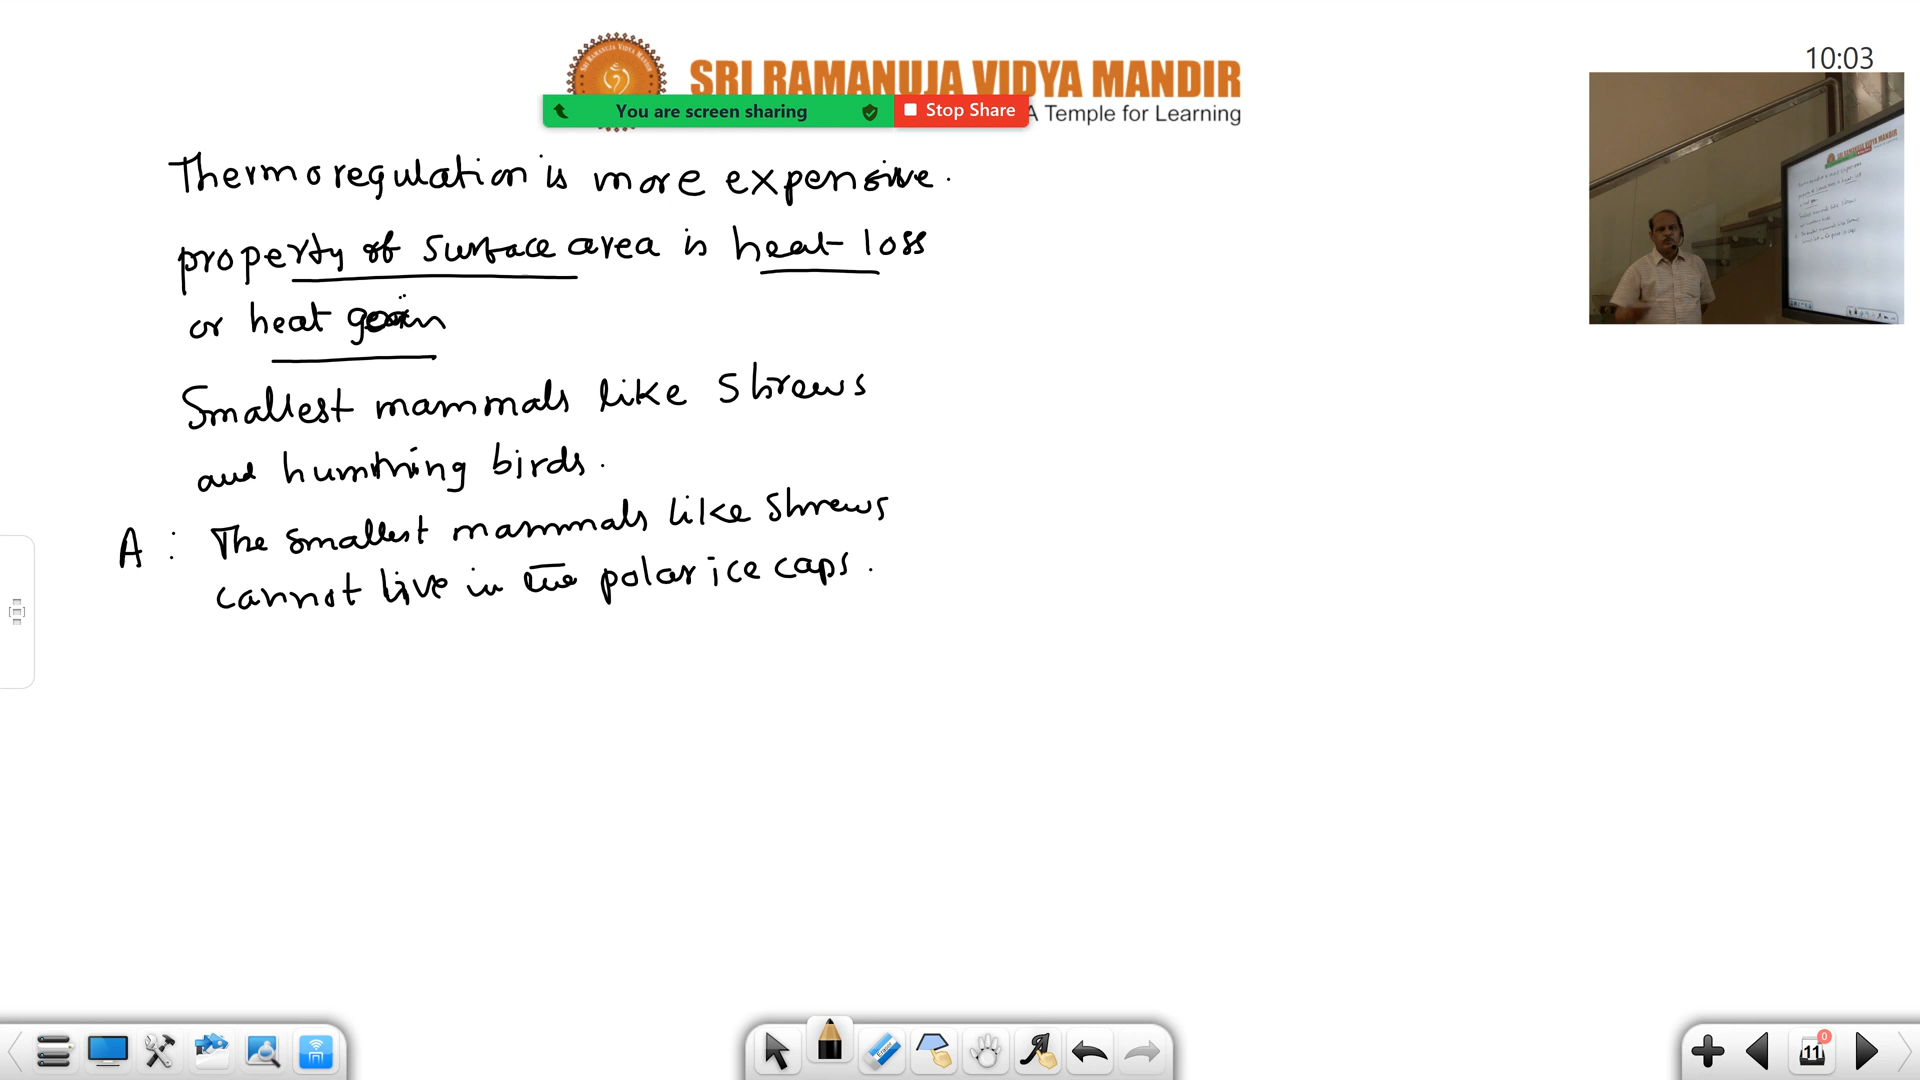 SRI RAMANUJA VIDYA MANDIR
A Temple for Learning
You are screen sharing
Stop Share
10:03
Thermoregulation is more expensive.
property of surface area is heat loss
or heat gain
Smallest mammals like Shrews
and humming birds.
A : The smallest mammals like Shrews
cannot live in the polar ice caps.
11
0